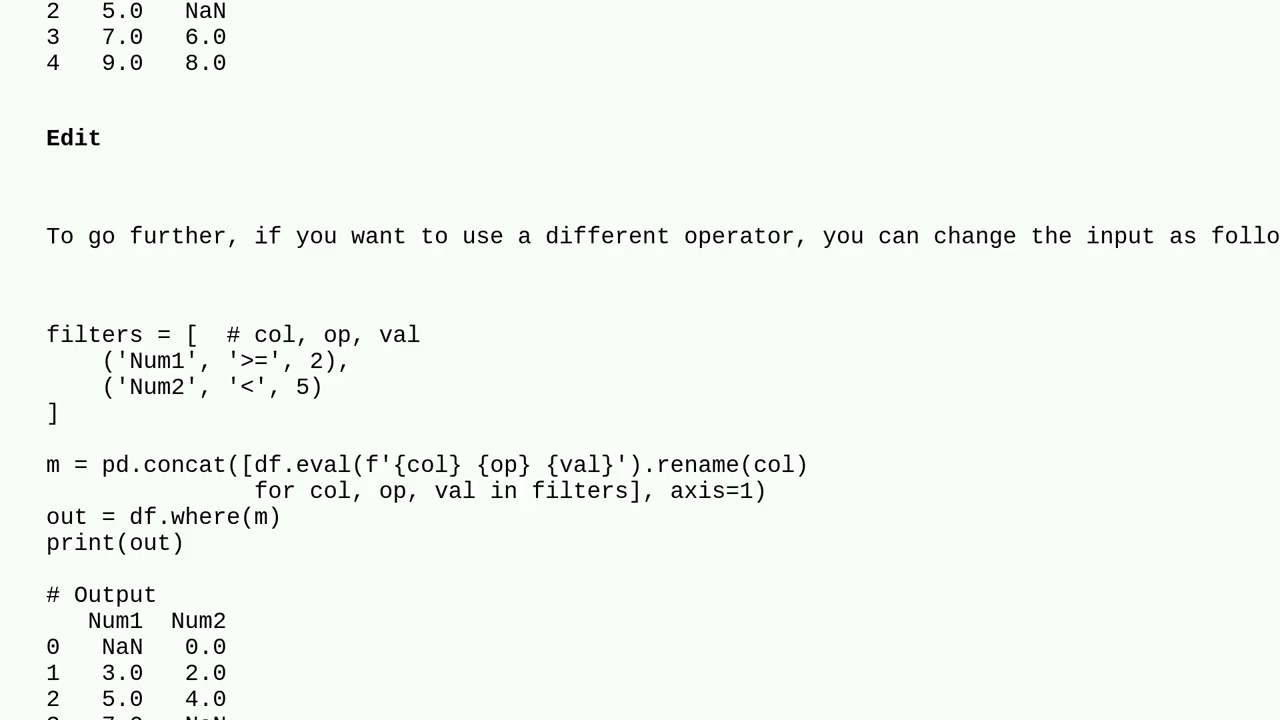 2   5.0   NaN
3   7.0   6.0
4   9.0   8.0
Edit
To go further, if you want to use a different operator, you can change the input as follo
filters = [  # col, op, val
    ('Num1', '>=', 2),
    ('Num2', '<', 5)
]
m = pd.concat([df.eval(f'{col} {op} {val}').rename(col)
               for col, op, val in filters], axis=1)
out = df.where(m)
print(out)
# Output
   Num1  Num2
0   NaN   0.0
1   3.0   2.0
2   5.0   4.0